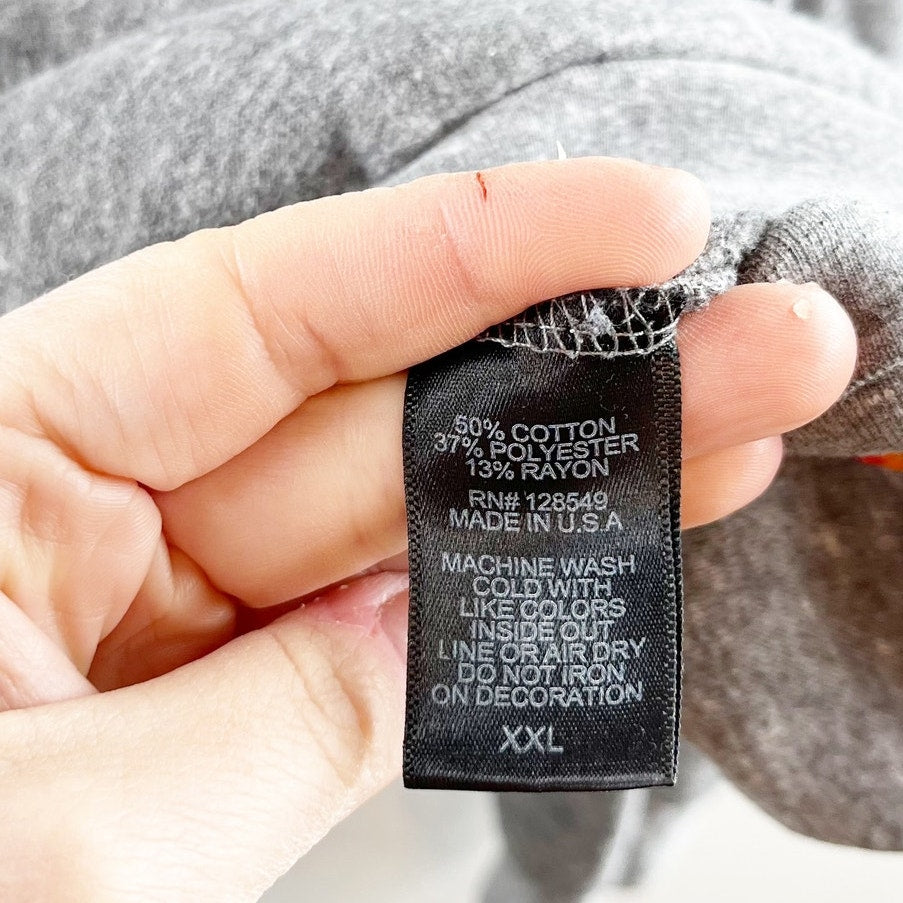 50% COTTON
37% POLYESTER
13% RAYON
RN# 128549
MADE IN U.S.A
MACHINE WASH
COLD WITH
LIKE COLORS
INSIDE OUT
LINE OR AIR DRY
DO NOT IRON
ON DECORATION
XXL